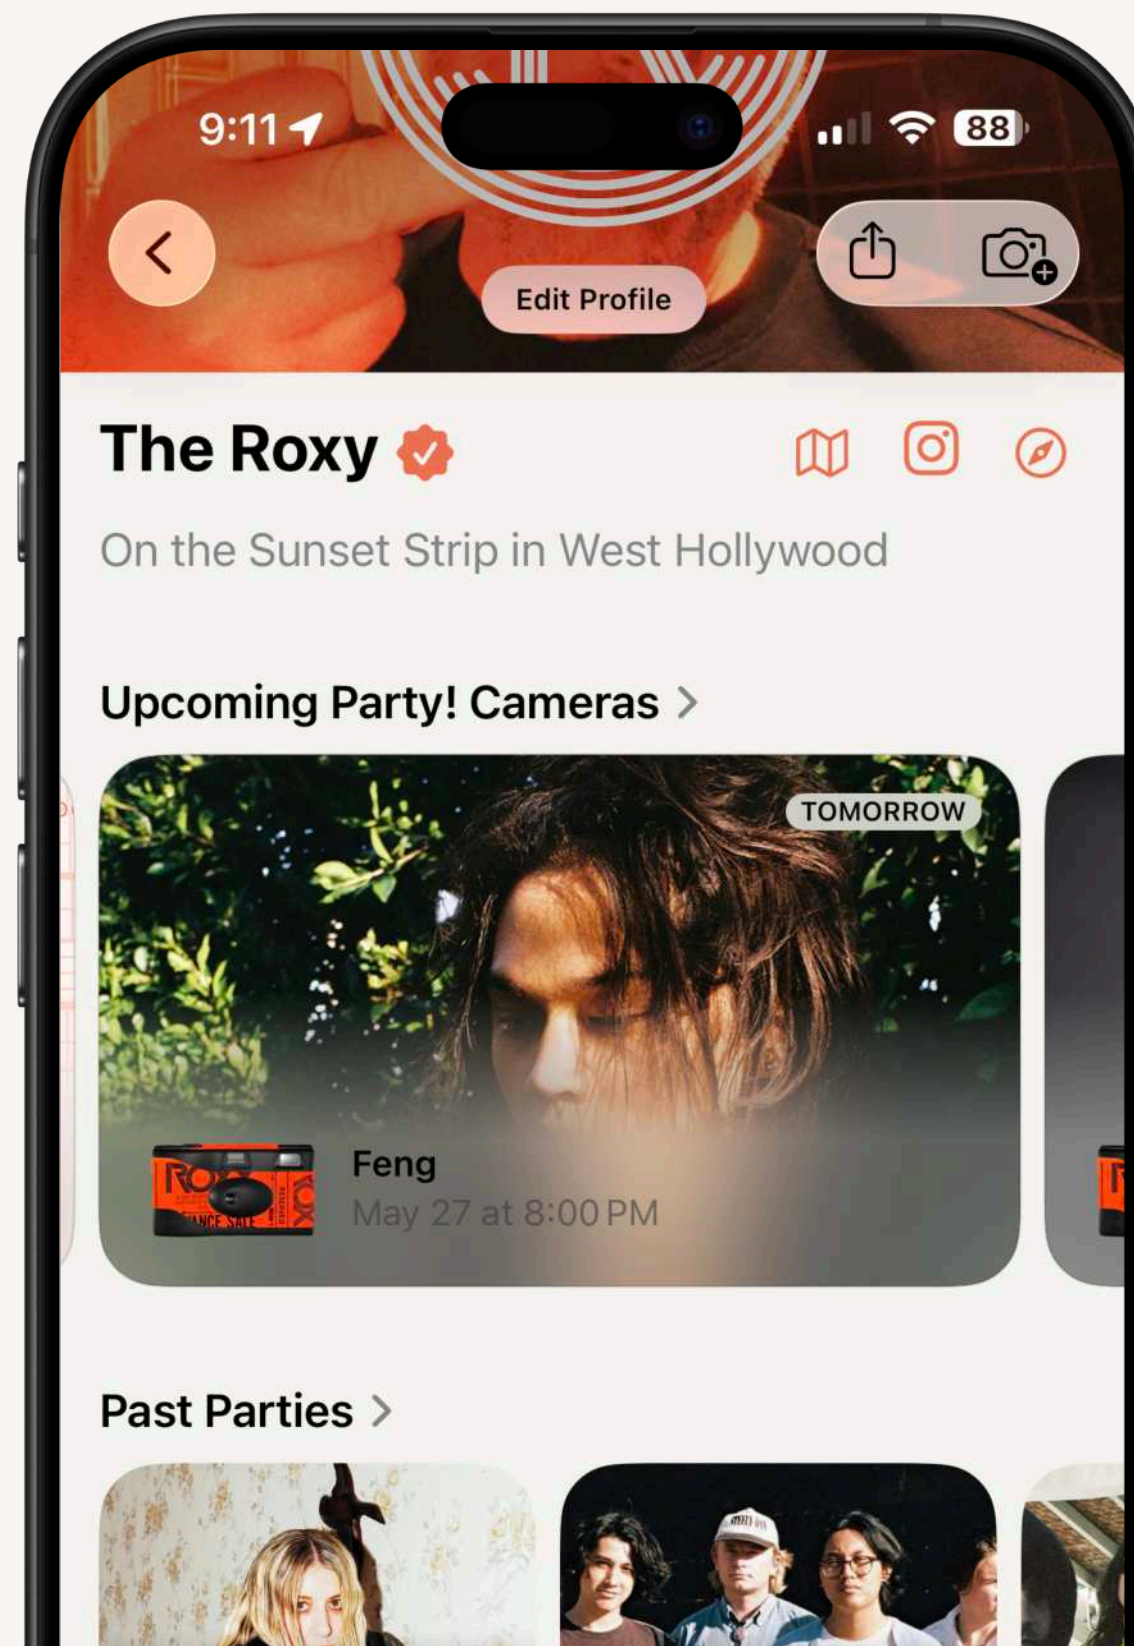 9:11
88
Edit Profile
The Roxy
On the Sunset Strip in West Hollywood
Upcoming Party! Cameras
TOMORROW
ROXY
Feng
May 27 at 8:00 PM
Past Parties